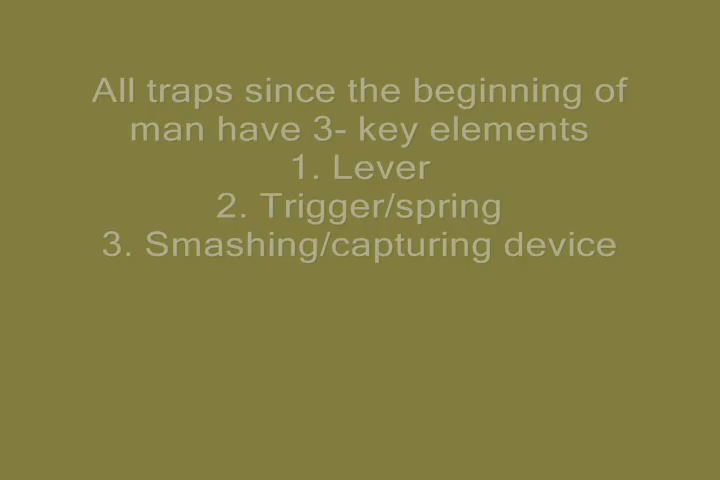 All traps since the beginning of
man have 3- key elements
1. Lever
2. Trigger/spring
3. Smashing/capturing device